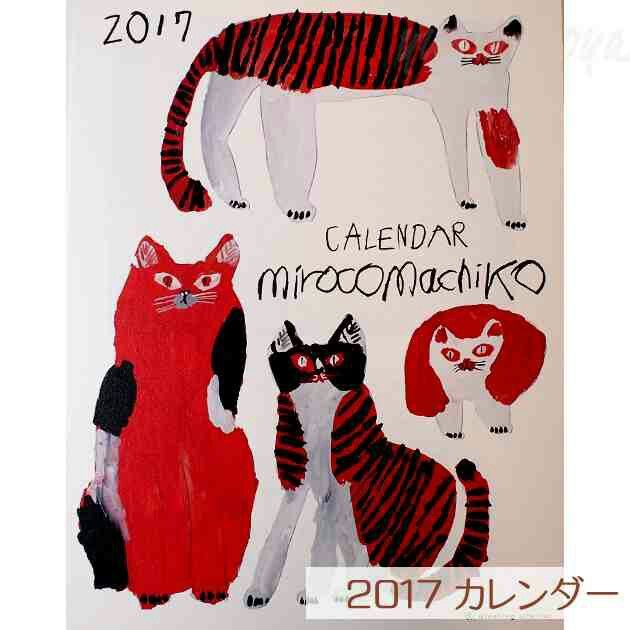 2017
CALENDAR
mirocomachiko
2017 カレンダー